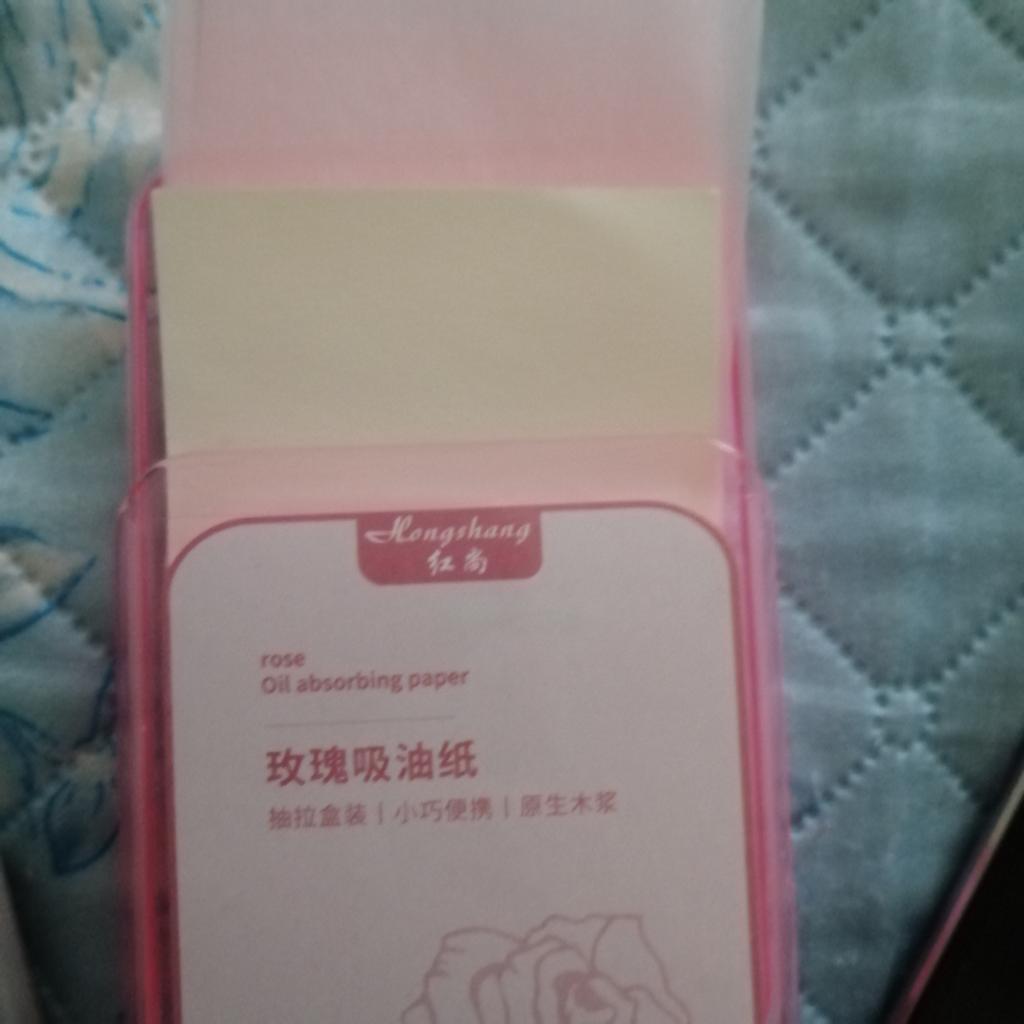 Hongshang
红尚
rose
Oil absorbing paper
玫瑰吸油纸
抽拉盒装 | 小巧便携 | 原生木浆